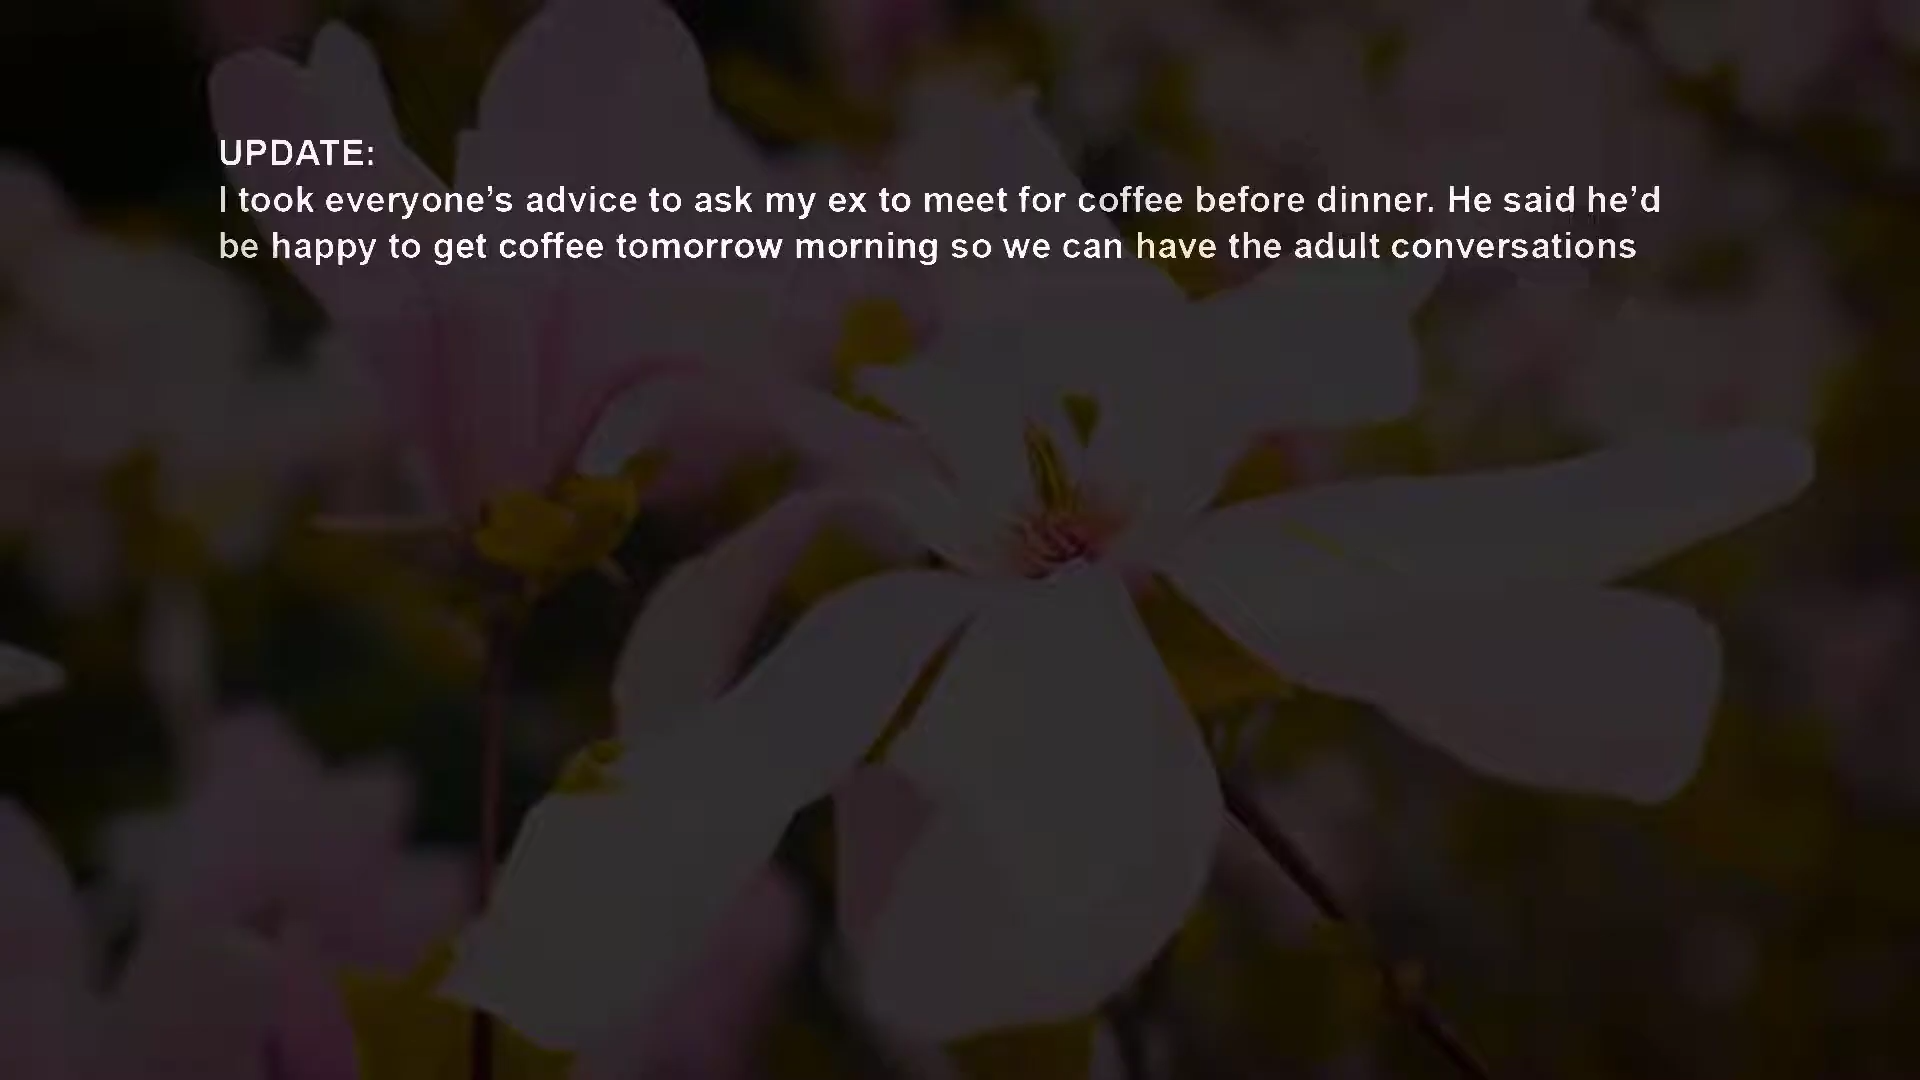 UPDATE:
I took everyone’s advice to ask my ex to meet for coffee before dinner. He said he’d
be happy to get coffee tomorrow morning so we can have the adult conversations